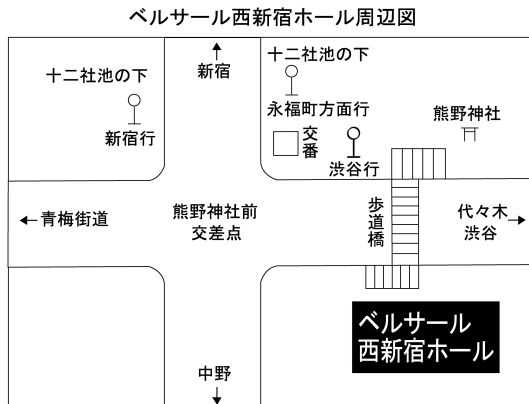 ベルサール西新宿ホール周辺図
新宿
十二社池の下
十二社池の下
新宿行
永福町方面行
交番
渋谷行
熊野神社
青梅街道
熊野神社前
交差点
歩道橋
代々木
渋谷
ベルサール
西新宿ホール
中野